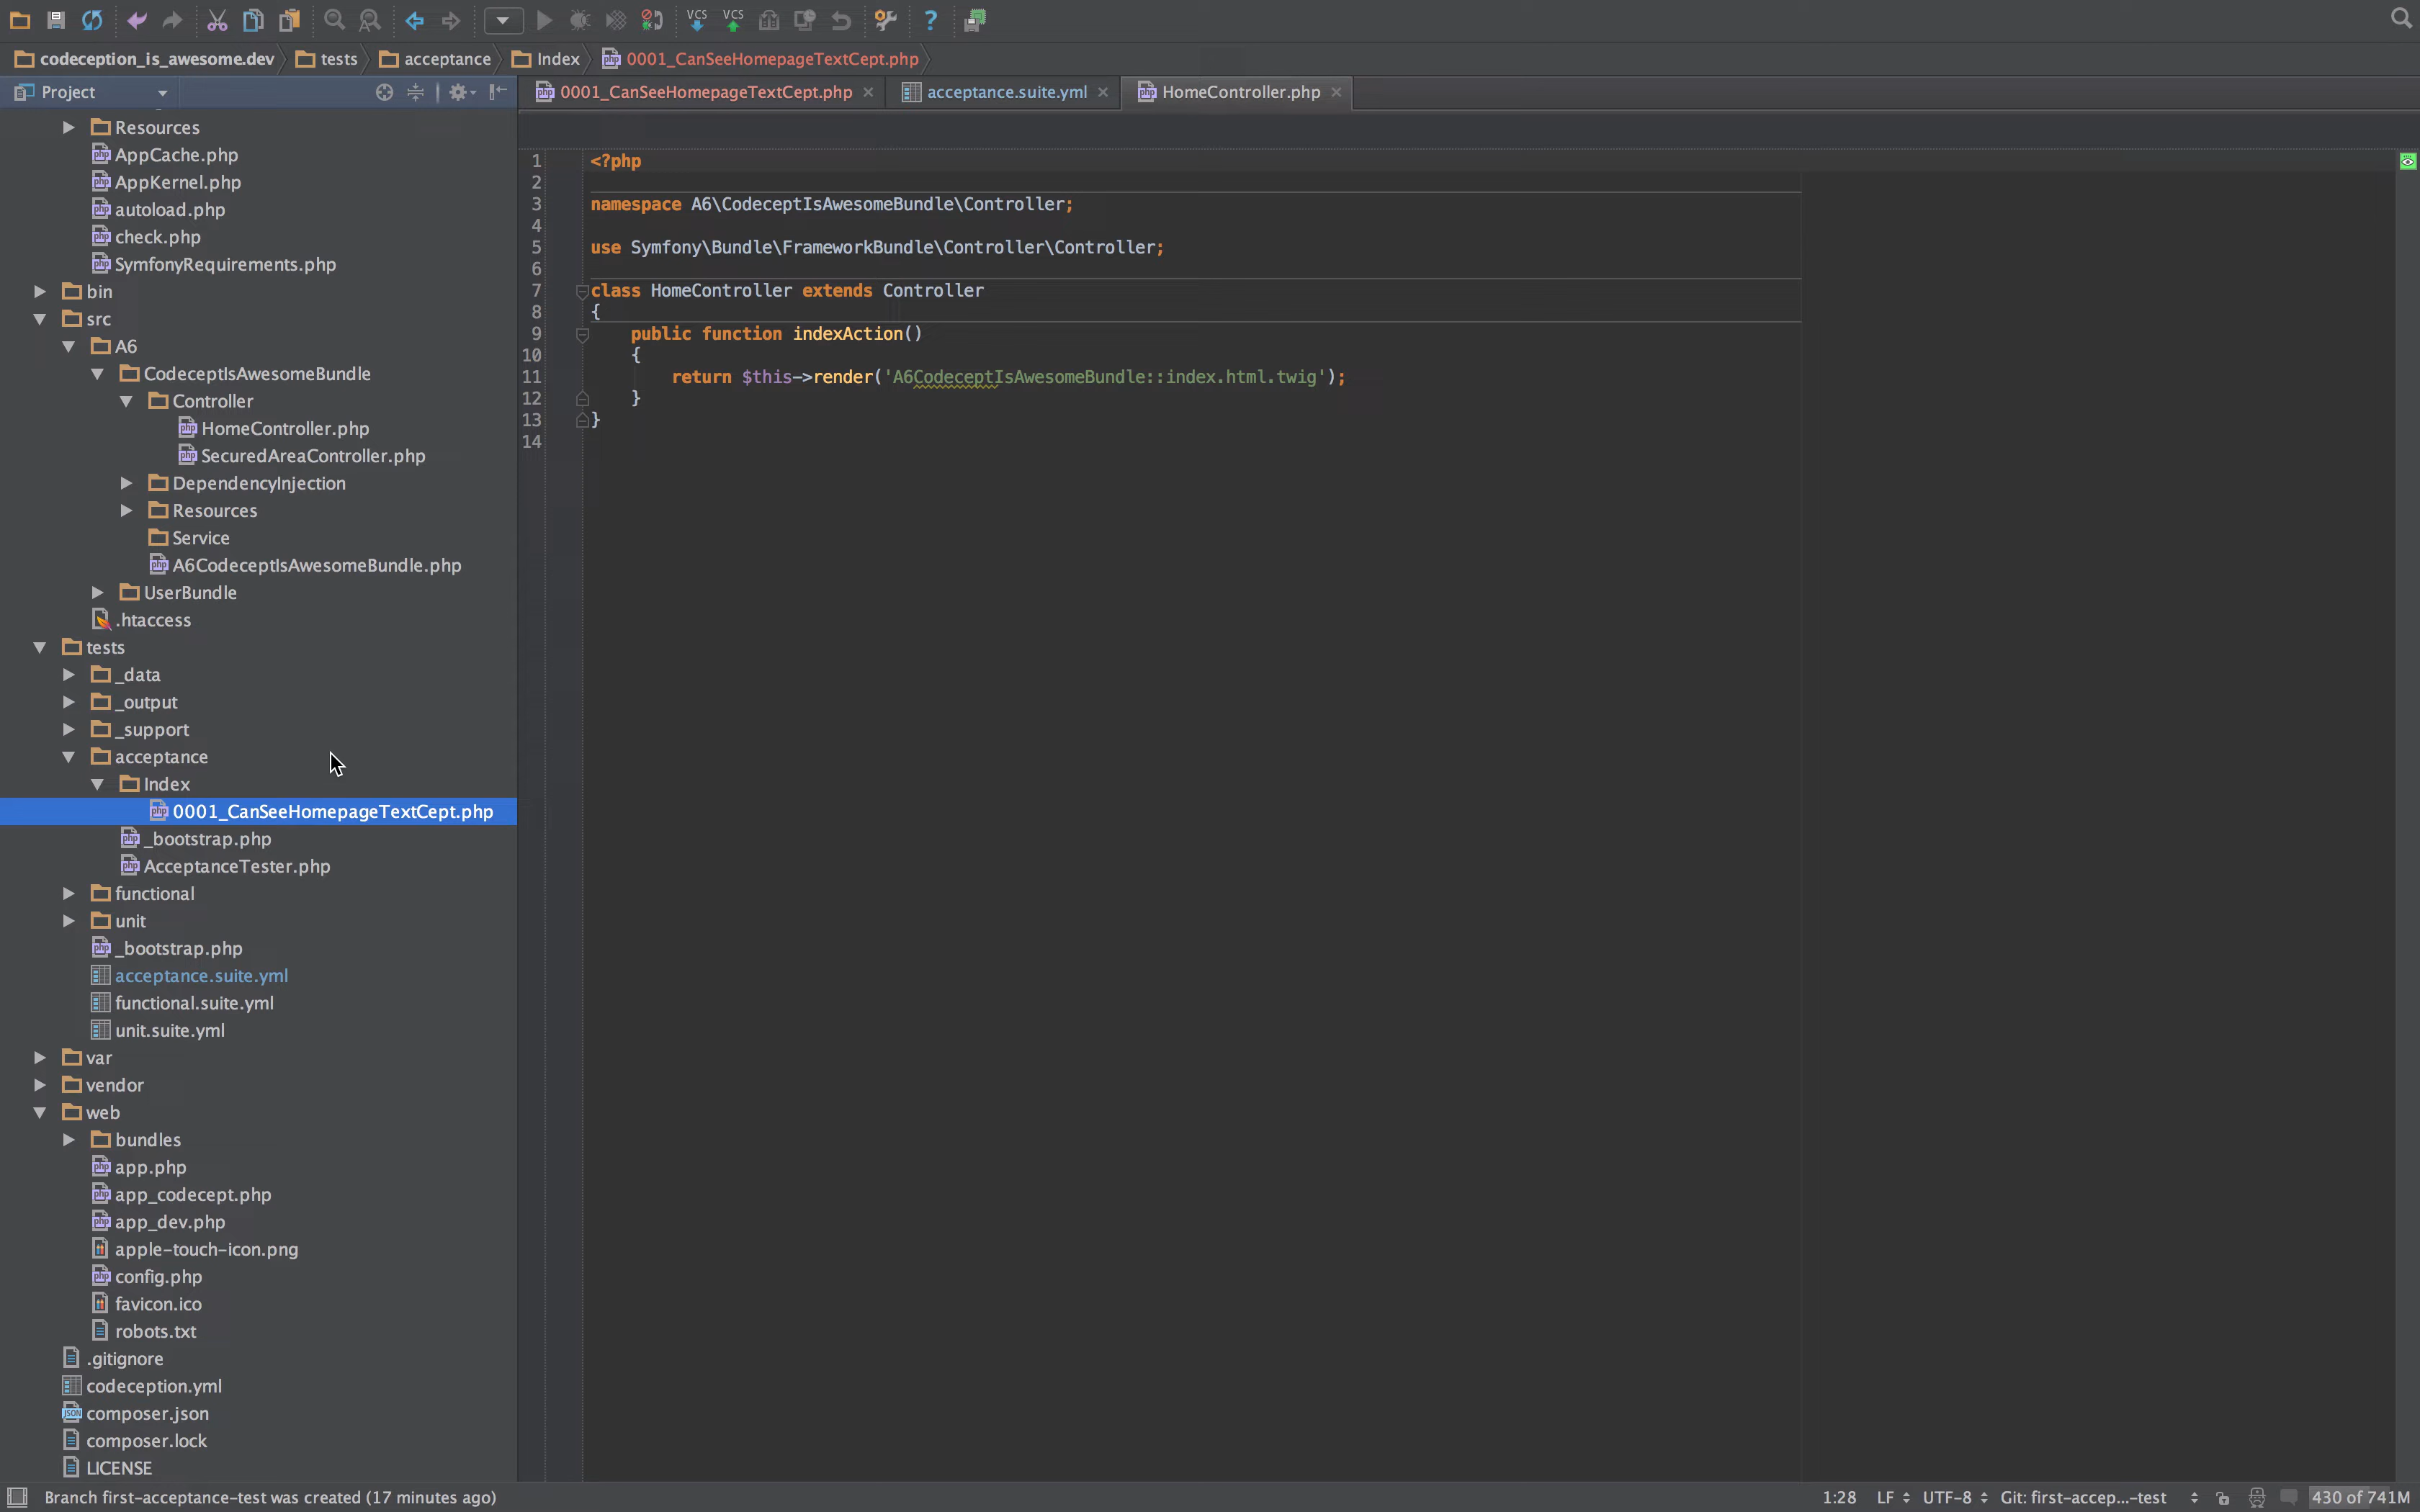 VCS VCS ?
codeception_is_awesome.dev tests acceptance Index 0001_CanSeeHomepageTextCept.php
Project
0001_CanSeeHomepageTextCept.php acceptance.suite.yml HomeController.php
Resources
AppCache.php
AppKernel.php
autoload.php
check.php
SymfonyRequirements.php
bin
src
A6
CodeceptIsAwesomeBundle
Controller
HomeController.php
SecuredAreaController.php
DependencyInjection
Resources
Service
A6CodeceptIsAwesomeBundle.php
UserBundle
.htaccess
tests
_data
_output
_support
acceptance
Index
0001_CanSeeHomepageTextCept.php
_bootstrap.php
AcceptanceTester.php
functional
unit
_bootstrap.php
acceptance.suite.yml
functional.suite.yml
unit.suite.yml
var
vendor
web
bundles
app.php
app_codecept.php
app_dev.php
apple-touch-icon.png
config.php
favicon.ico
robots.txt
.gitignore
codeception.yml
composer.json
composer.lock
LICENSE
1 <?php
2
3 namespace A6\CodeceptIsAwesomeBundle\Controller;
4
5 use Symfony\Bundle\FrameworkBundle\Controller\Controller;
6
7 class HomeController extends Controller
8 {
9 public function indexAction()
10 {
11 return $this->render('A6CodeceptIsAwesomeBundle::index.html.twig');
12 }
13 }
14
Branch first-acceptance-test was created (17 minutes ago) 1:28 LF UTF-8 Git: first-accep...-test 430 of 741M